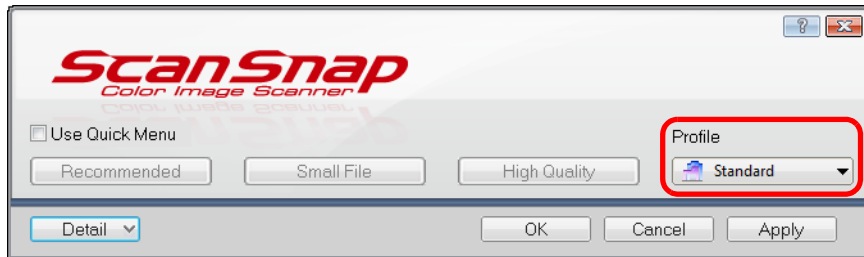 ?
ScanSnap
Color Image Scanner
Use Quick Menu
Profile
Recommended
Small File
High Quality
Standard
Detail
OK
Cancel
Apply